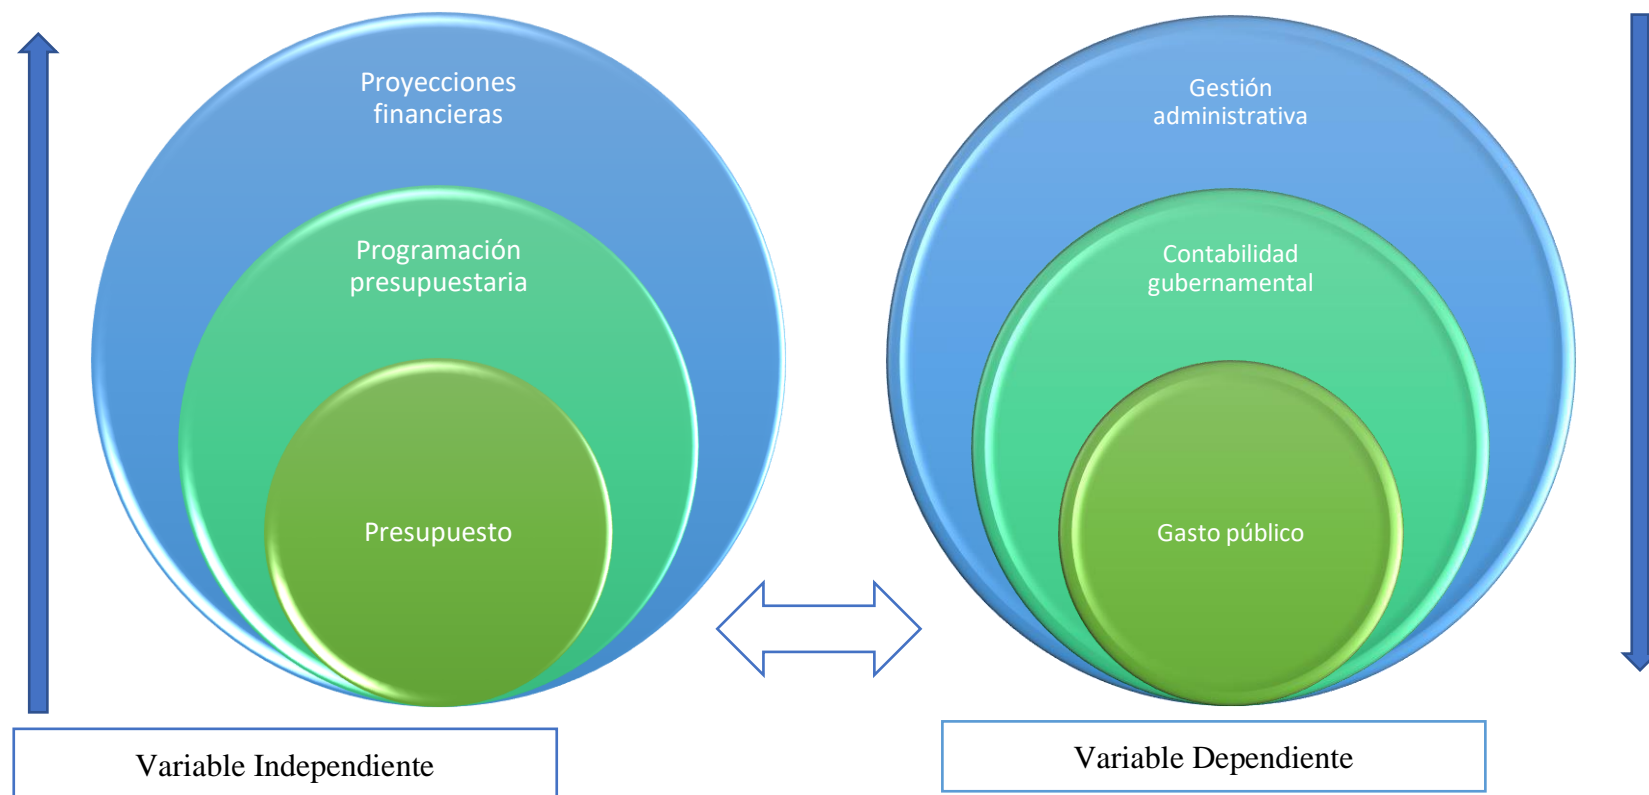 Proyecciones
financieras
Programación
presupuestaria
Presupuesto
Variable Independiente
Gestión
administrativa
Contabilidad
gubernamental
Gasto público
Variable Dependiente